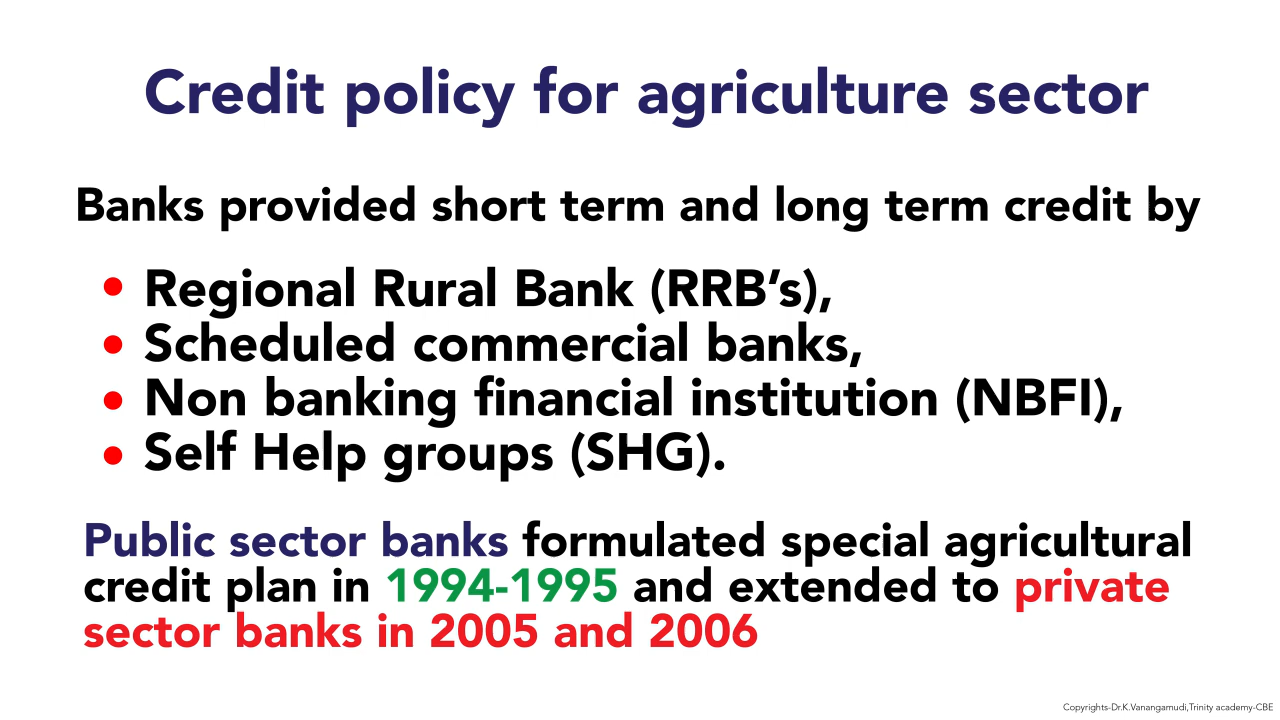 Credit policy for agriculture sector
Banks provided short term and long term credit by
• Regional Rural Bank (RRB’s),
• Scheduled commercial banks,
• Non banking financial institution (NBFI),
• Self Help groups (SHG).
Public sector banks formulated special agricultural
credit plan in 1994-1995 and extended to private
sector banks in 2005 and 2006
Copyrights-Dr.K.Vanangamudi,Trinity academy-CBE